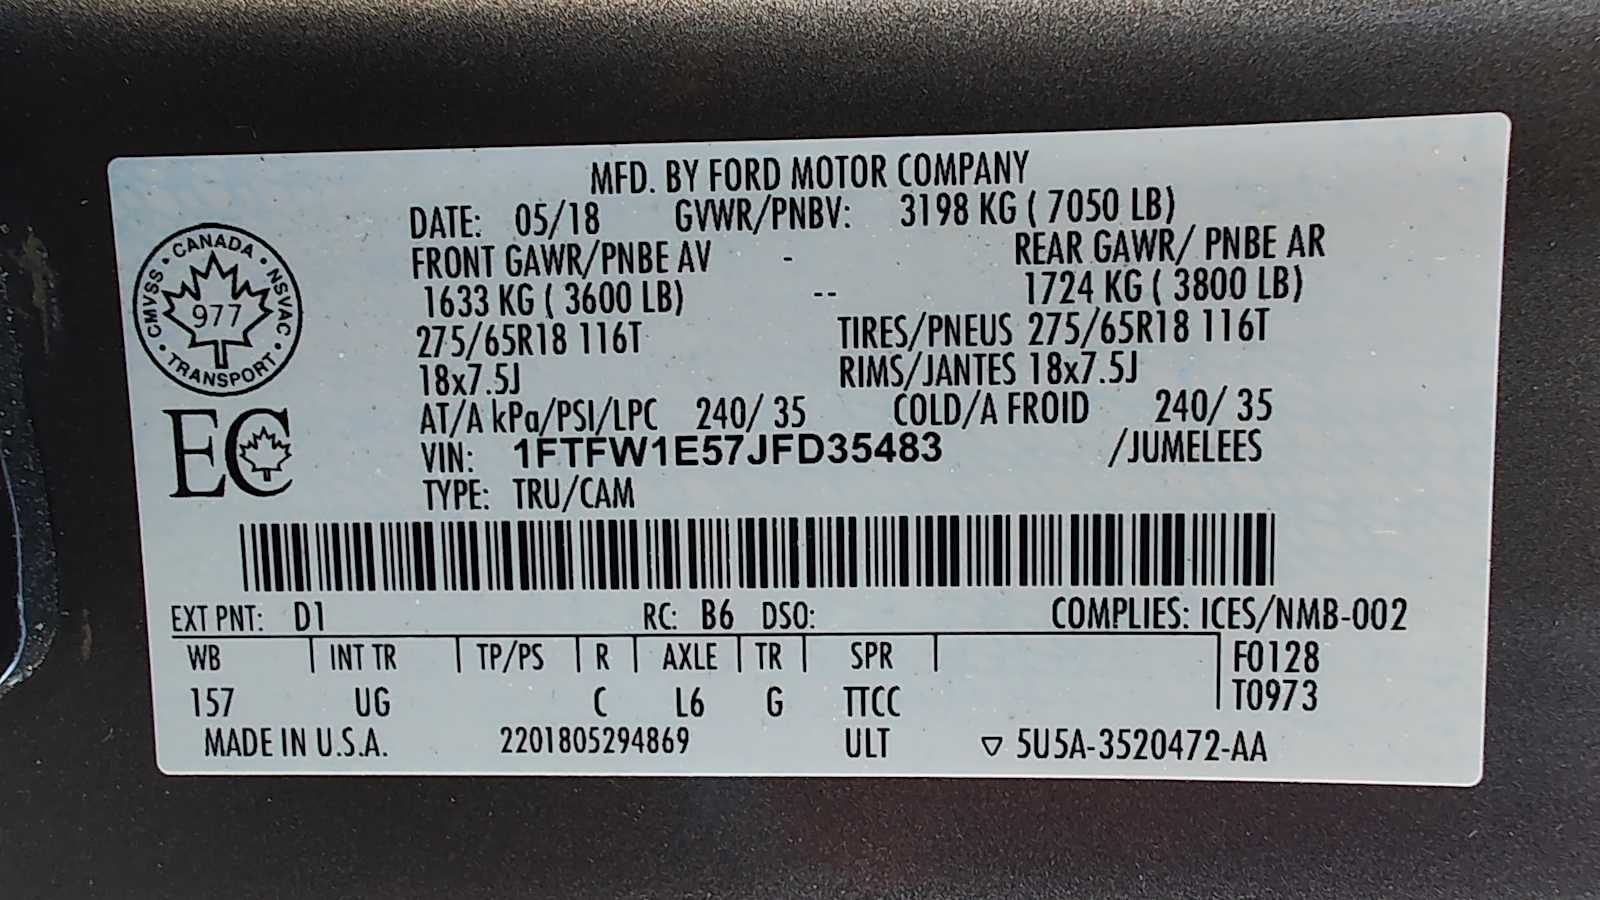 MFD. BY FORD MOTOR COMPANY
DATE: 05/18 GVWR/PNBV: 3198 KG ( 7050 LB)
FRONT GAWR/PNBE AV - REAR GAWR/ PNBE AR
1633 KG ( 3600 LB) -- 1724 KG ( 3800 LB)
275/65R18 116T TIRES/PNEUS 275/65R18 116T
18x7.5J RIMS/JANTES 18x7.5J
AT/A kPa/PSI/LPC 240/ 35 COLD/A FROID 240/ 35
VIN: 1FTFW1E57JFD35483 /JUMELEES
TYPE: TRU/CAM
CANADA
CMVSS • NSVAC
977
• TRANSPORT •
EC
EXT PNT: D1 RC: B6 DSO: COMPLIES: ICES/NMB-002
WB INT TR TP/PS R AXLE TR SPR F0128
157 UG C L6 G TTCC T0973
MADE IN U.S.A. 2201805294869 ULT ▽ 5U5A-3520472-AA